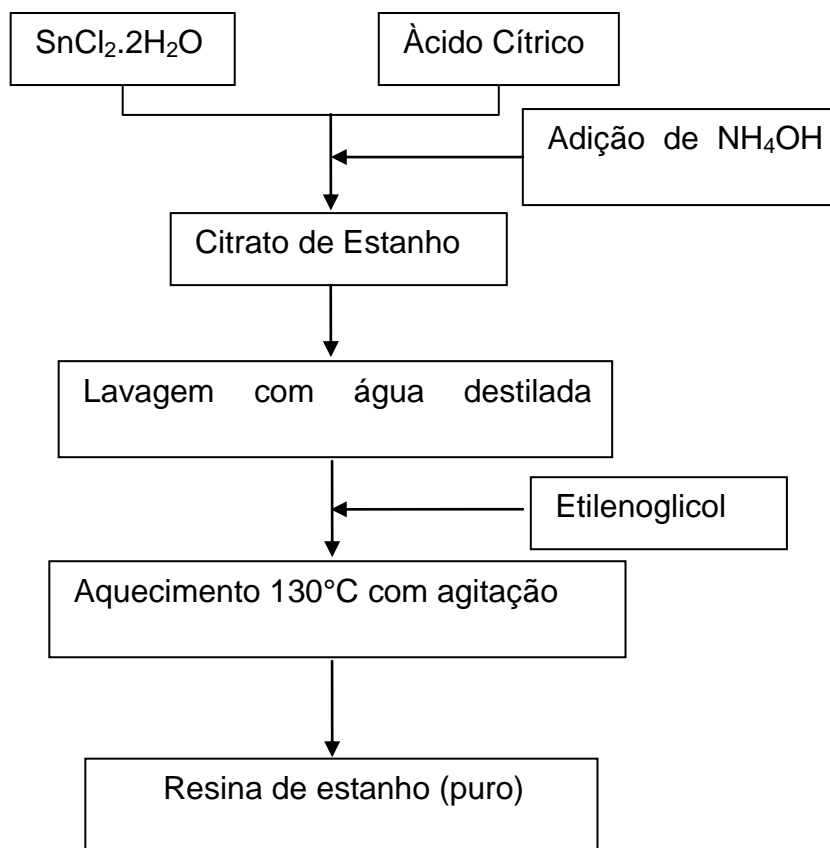 SnCl₂.2H₂O
Àcido Cítrico
Adição de NH₄OH
Citrato de Estanho
Lavagem com água destilada
Etilenoglicol
Aquecimento 130°C com agitação
Resina de estanho (puro)